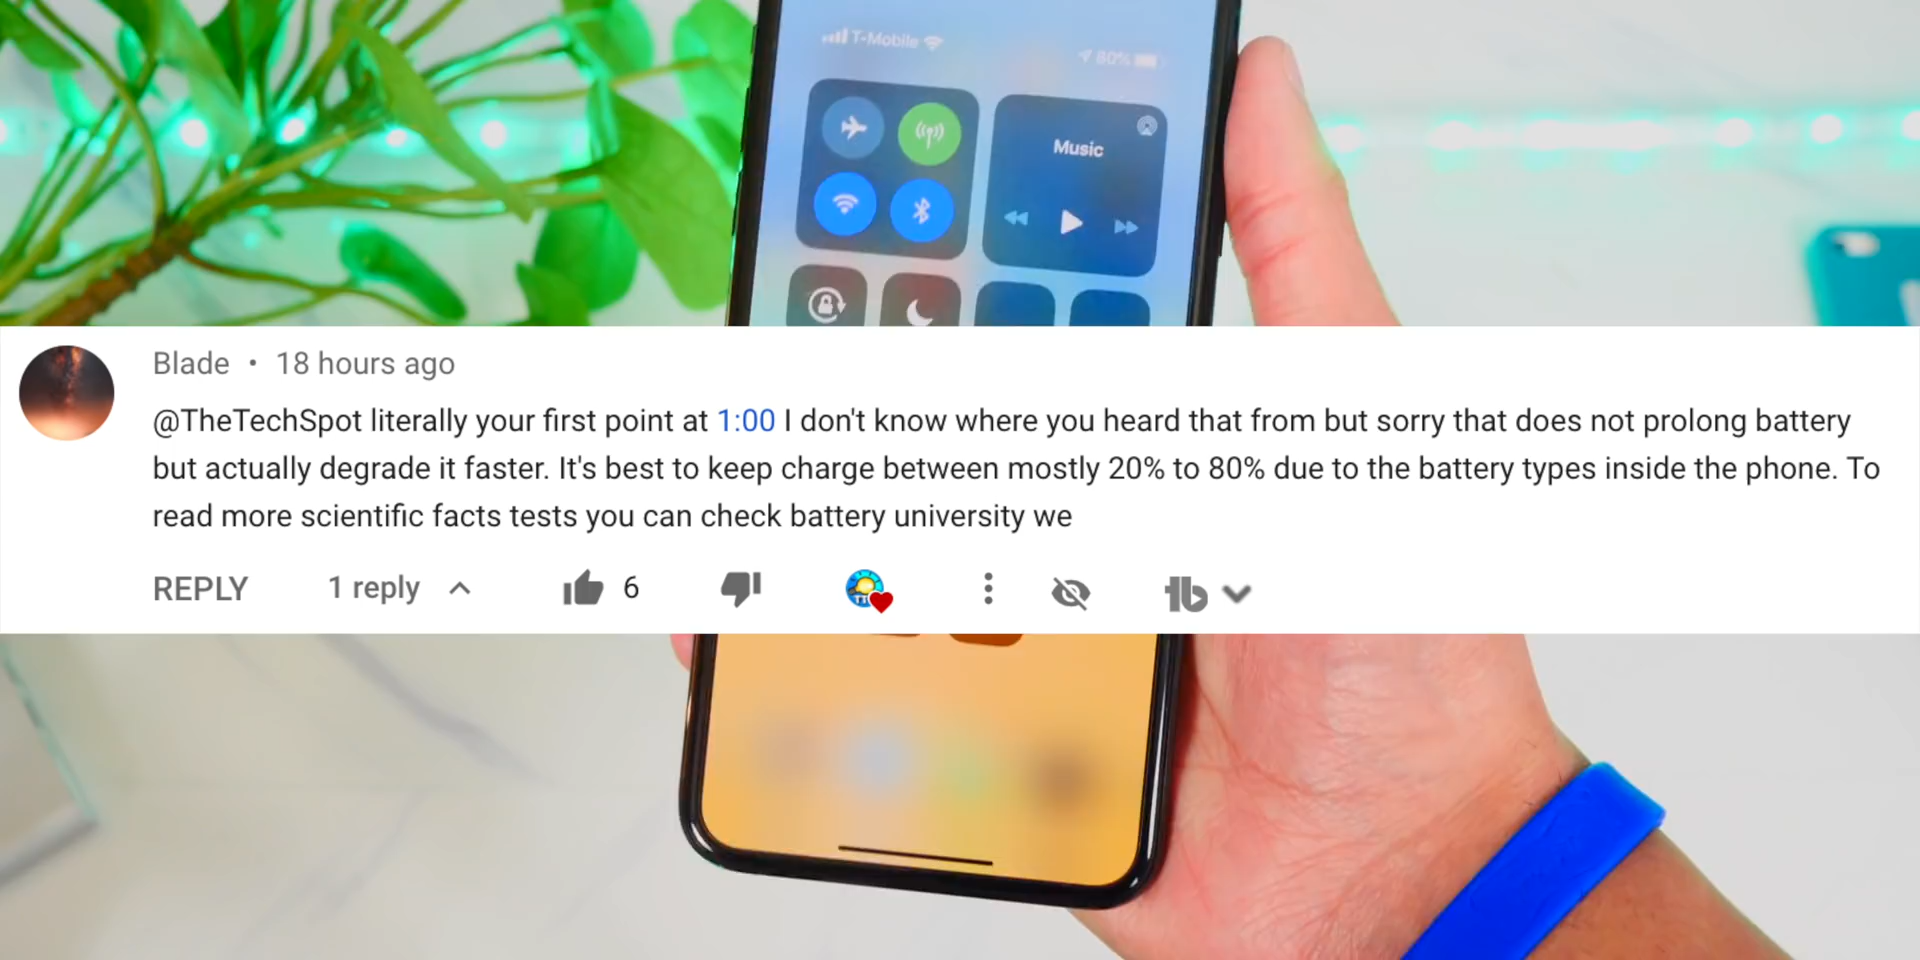 T-Mobile
80%
Music
Blade • 18 hours ago
@TheTechSpot literally your first point at 1:00 I don't know where you heard that from but sorry that does not prolong battery
but actually degrade it faster. It's best to keep charge between mostly 20% to 80% due to the battery types inside the phone. To
read more scientific facts tests you can check battery university we
REPLY 1 reply 6